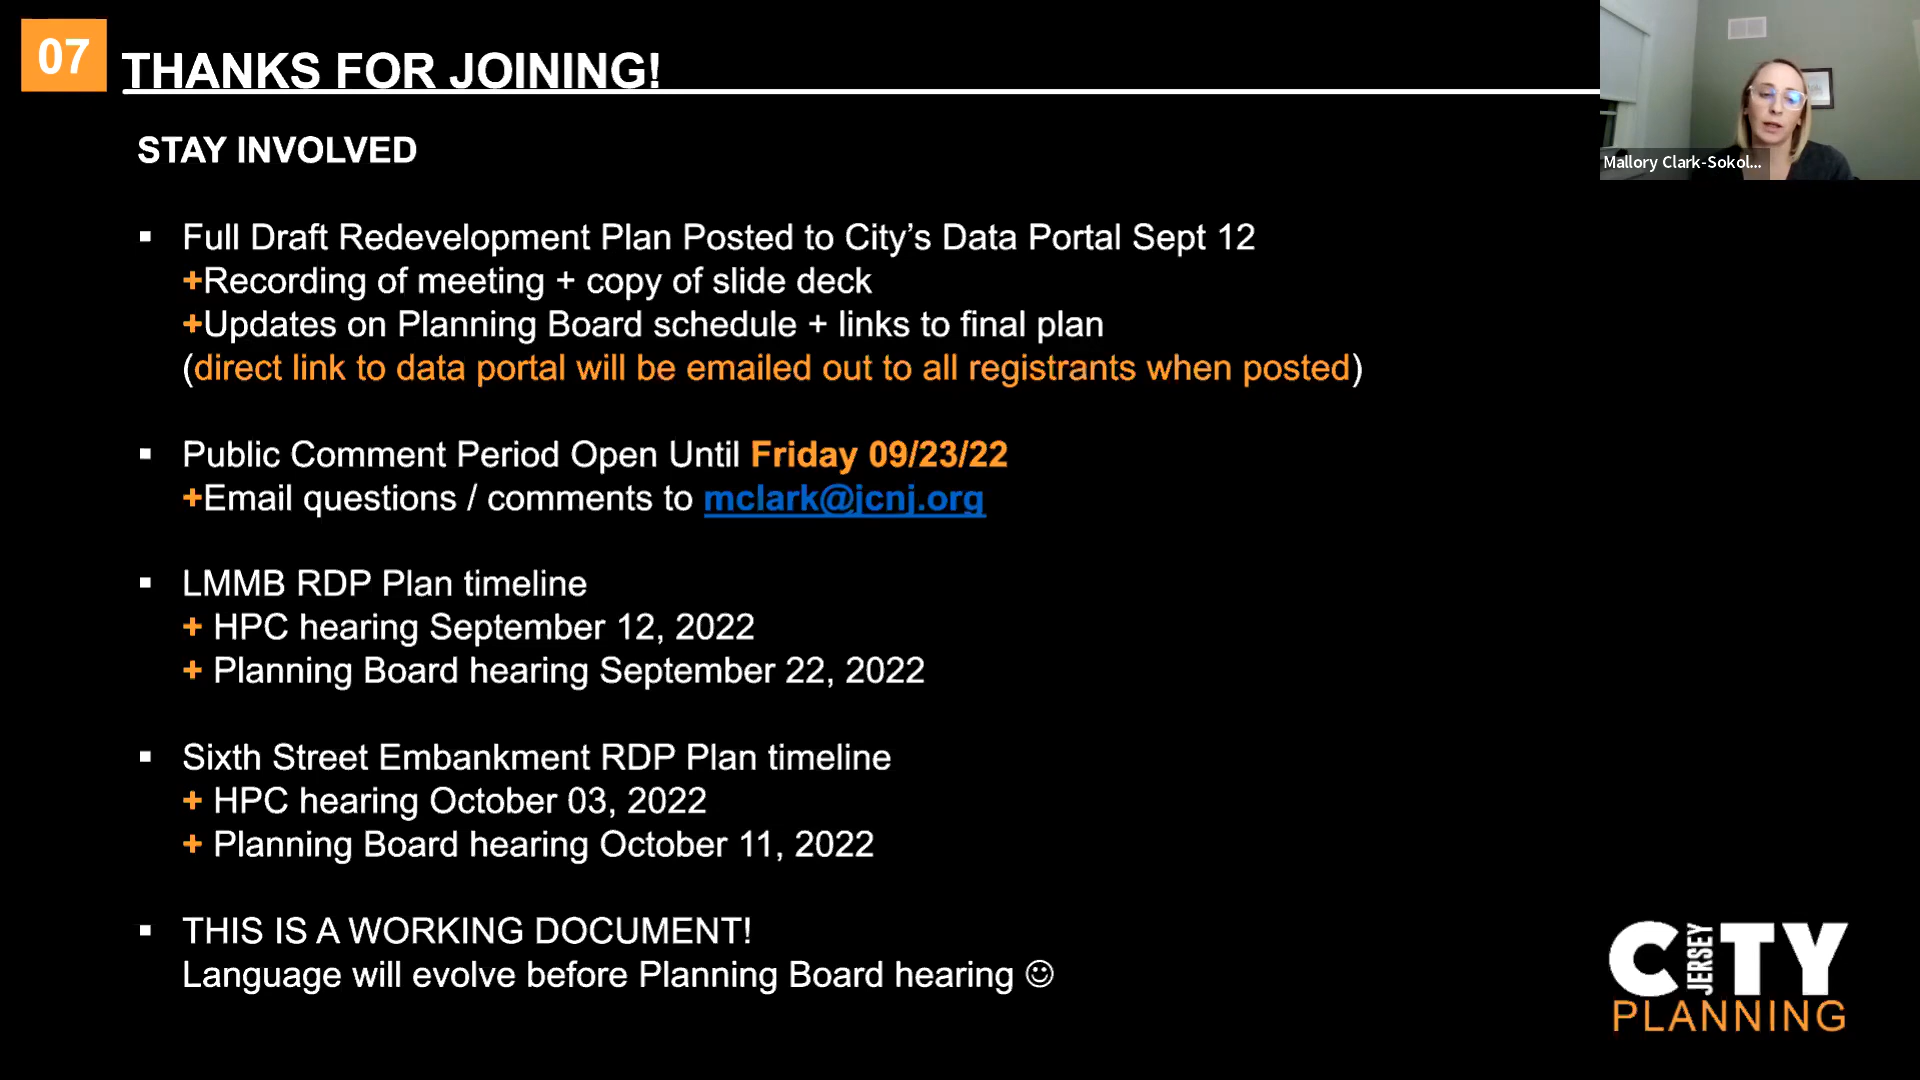 07
THANKS FOR JOINING!
Mallory Clark-Sokol...
STAY INVOLVED
▪ Full Draft Redevelopment Plan Posted to City’s Data Portal Sept 12
+Recording of meeting + copy of slide deck
+Updates on Planning Board schedule + links to final plan
(direct link to data portal will be emailed out to all registrants when posted)
▪ Public Comment Period Open Until Friday 09/23/22
+Email questions / comments to mclark@jcnj.org
▪ LMMB RDP Plan timeline
+ HPC hearing September 12, 2022
+ Planning Board hearing September 22, 2022
▪ Sixth Street Embankment RDP Plan timeline
+ HPC hearing October 03, 2022
+ Planning Board hearing October 11, 2022
▪ THIS IS A WORKING DOCUMENT!
Language will evolve before Planning Board hearing ☺
JERSEY
CITY
PLANNING